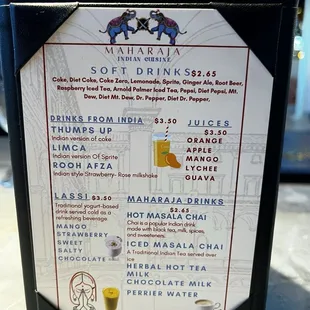 MAHARAJA
INDIAN CUISINE
SOFT DRINKS $2.65
Coke, Diet Coke, Coke Zero, Lemonade, Sprite, Ginger Ale, Root Beer,
Raspberry Iced Tea, Arnold Palmer Iced Tea, Pepsi, Diet Pepsi, Mt.
Dew, Diet Mt. Dew, Dr. Pepper, Diet Dr. Pepper,
DRINKS FROM INDIA $3.50
THUMPS UP
Indian version of coke
LIMCA
Indian version Of Sprite
ROOH AFZA
Indian style Strawberry- Rose milkshake
JUICES
$3.50
ORANGE
APPLE
MANGO
LYCHEE
GUAVA
LASSI $3.50
Traditional yogurt-based
drink served cold as a
refreshing beverage.
MANGO
STRAWBERRY
SWEET
SALTY
CHOCOLATE
MAHARAJA DRINKS
$2.65
HOT MASALA CHAI
Chai is a popular Indian drink
made with black tea, milk, spices,
and sweeteners.
ICED MASALA CHAI
A Traditional Indian Tea served over
ice
HERBAL HOT TEA
MILK
CHOCOLATE MILK
PERRIER WATER